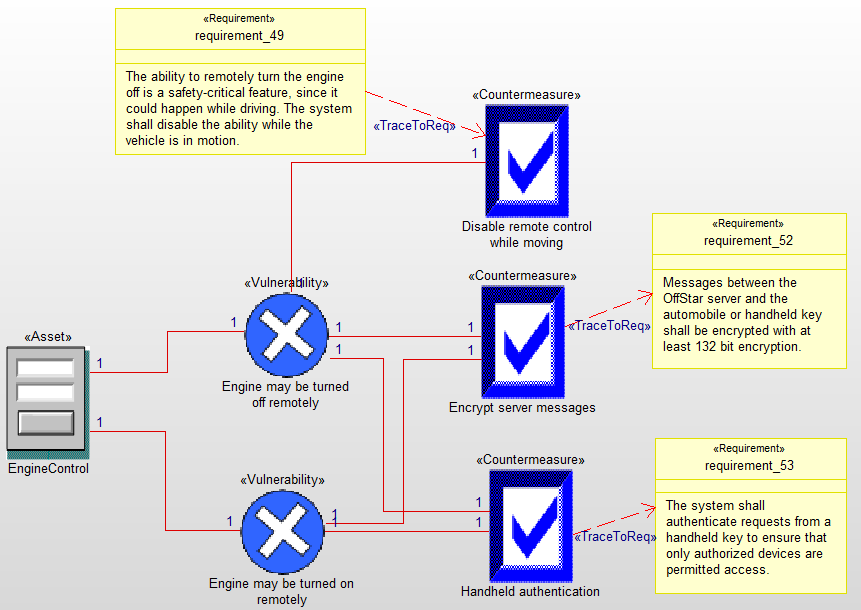 «Requirement»
requirement_49
The ability to remotely turn the engine
off is a safety-critical feature, since it
could happen while driving. The system
shall disable the ability while the
vehicle is in motion.
«TraceToReq»
«Countermeasure»
1
Disable remote control
while moving
«Requirement»
requirement_52
Messages between the
OffStar server and the
automobile or handheld key
shall be encrypted with at
least 132 bit encryption.
«Vulnerability»
1
1
1
1
Engine may be turned
off remotely
«Countermeasure»
1
1
«TraceToReq»
Encrypt server messages
«Asset»
1
1
EngineControl
«Requirement»
requirement_53
The system shall
authenticate requests from a
handheld key to ensure that
only authorized devices are
permitted access.
«Vulnerability»
1
1
1
Engine may be turned on
remotely
«Countermeasure»
1
1
«TraceToReq»
Handheld authentication